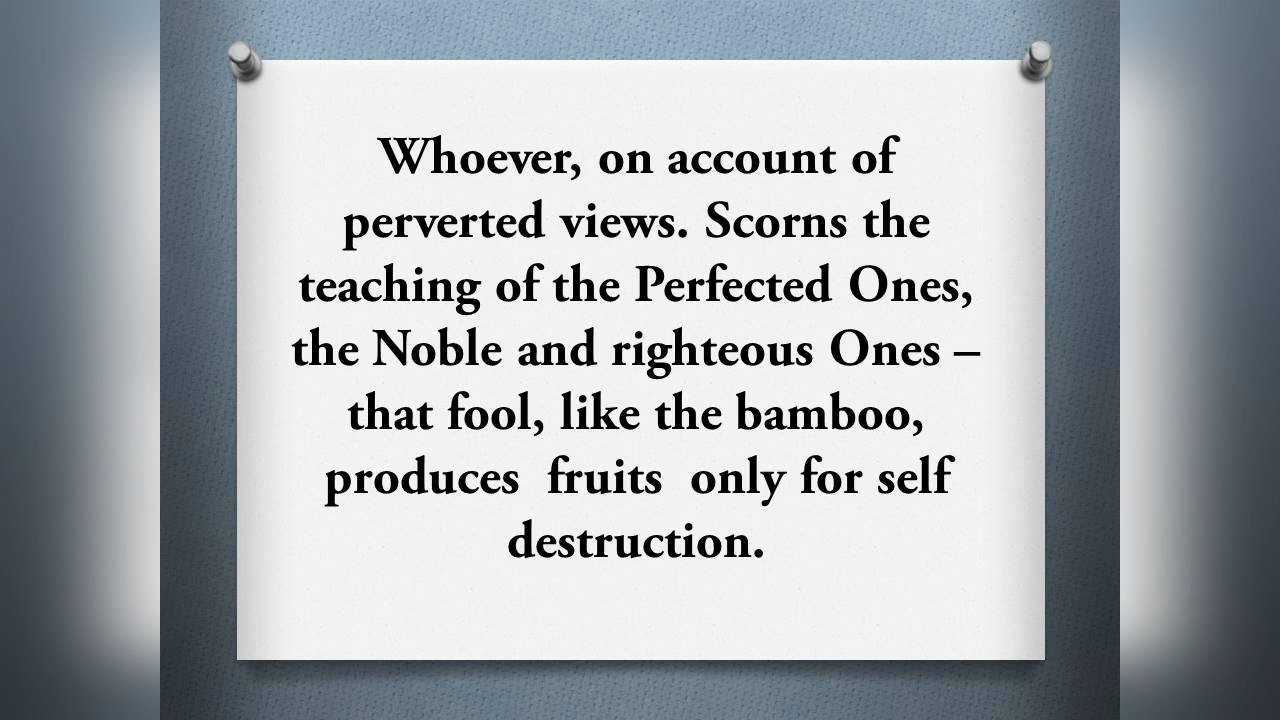 Whoever, on account of
perverted views. Scorns the
teaching of the Perfected Ones,
the Noble and righteous Ones –
that fool, like the bamboo,
produces  fruits  only for self
destruction.